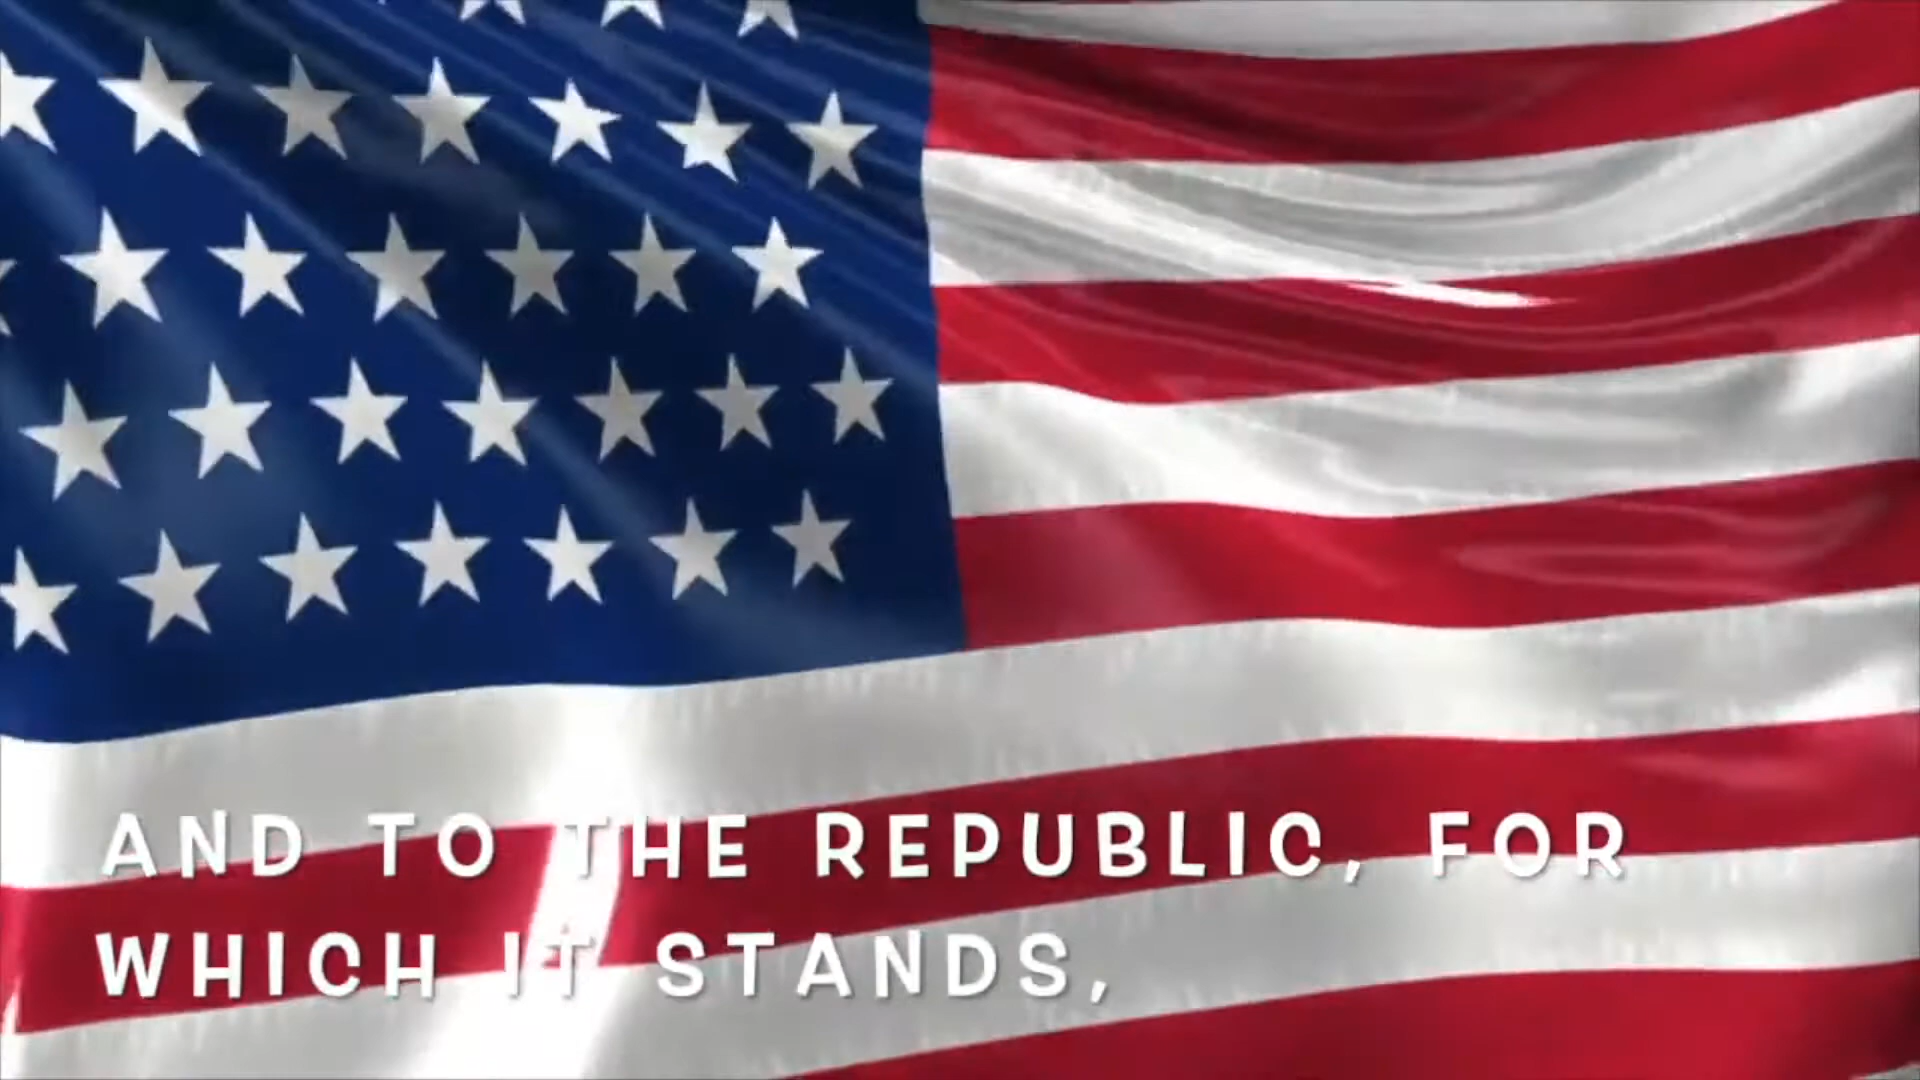 AND TO THE REPUBLIC, FOR
WHICH IT STANDS,